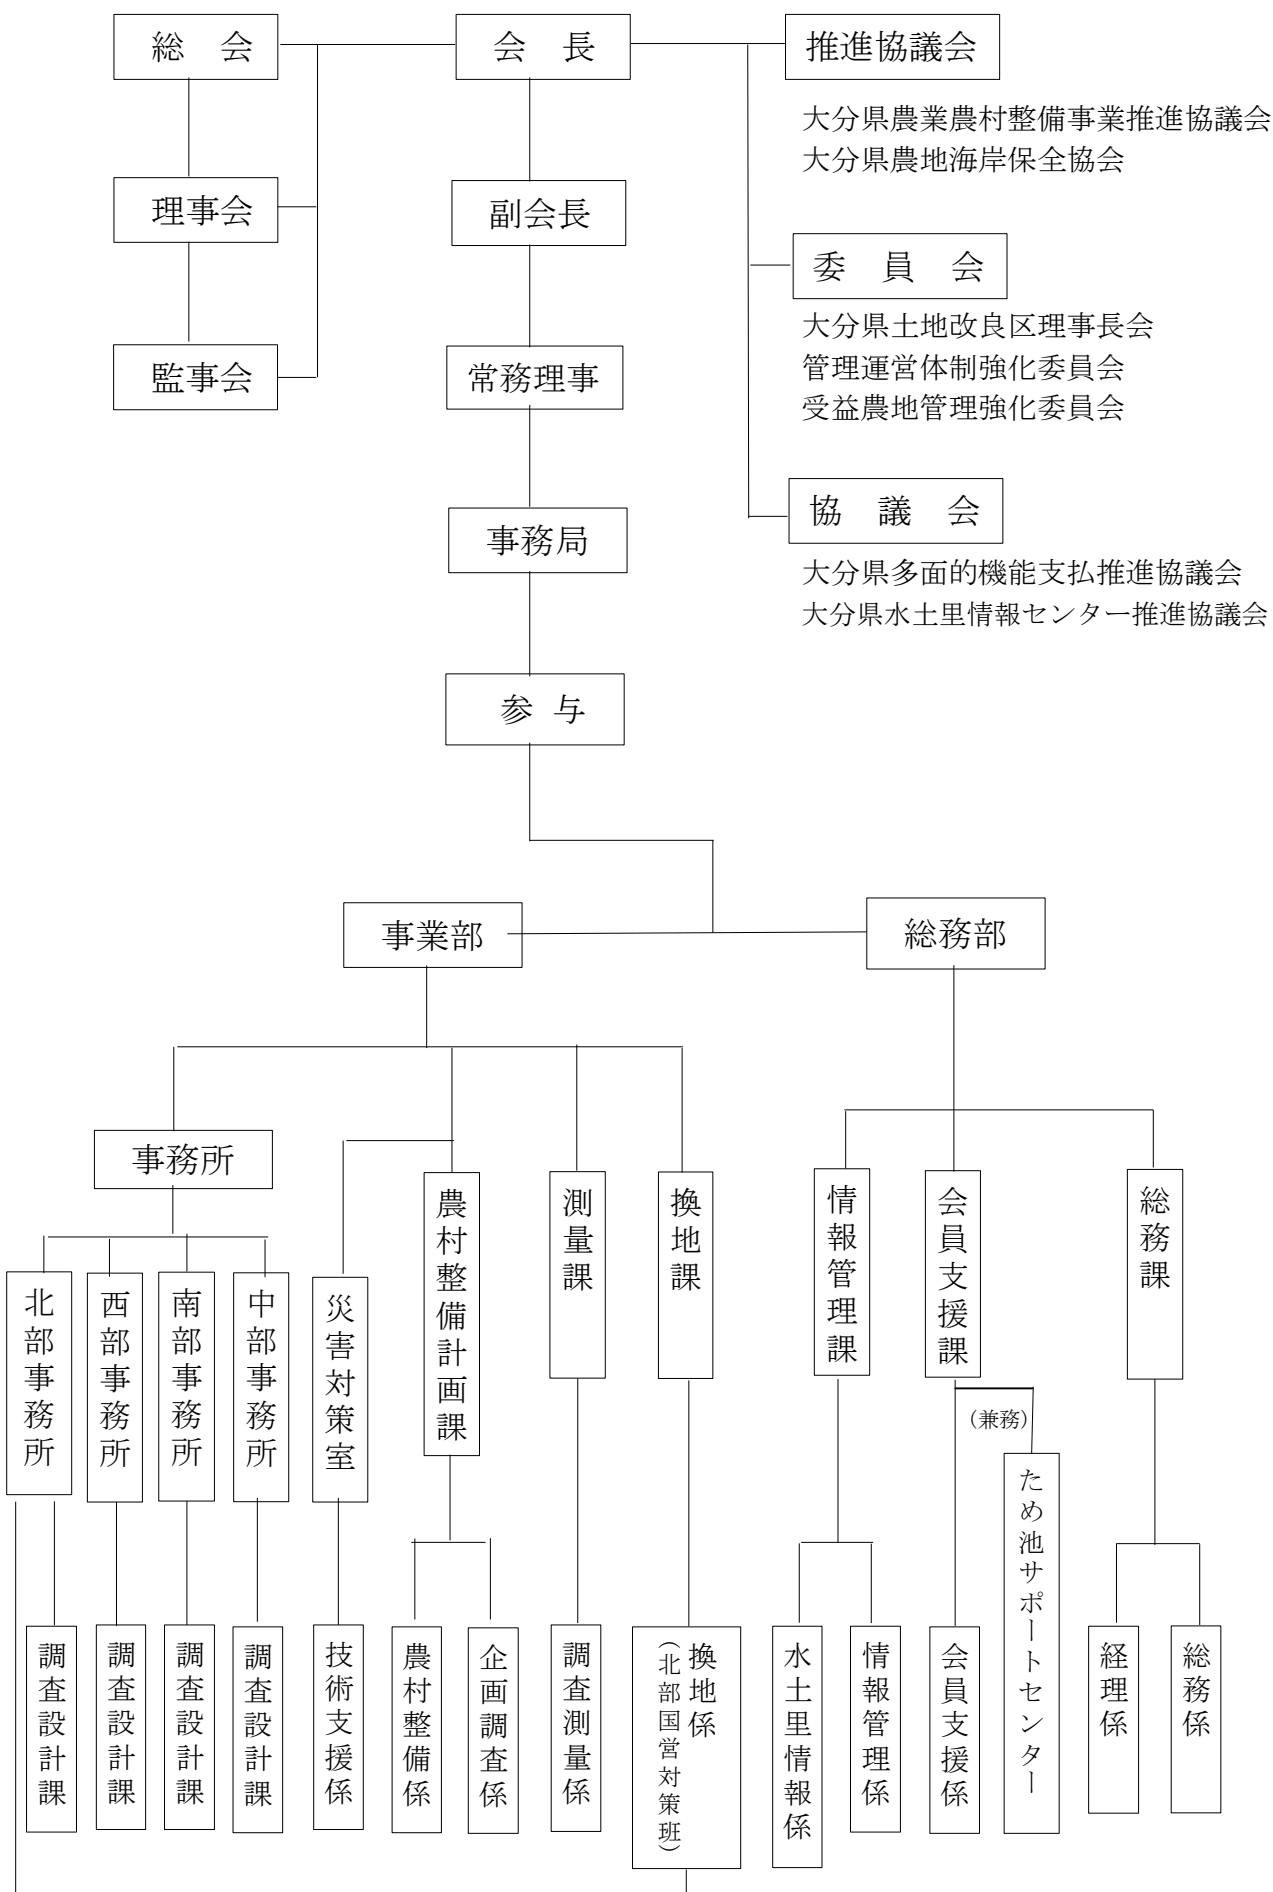 総　会
会　長
推進協議会
大分県農業農村整備事業推進協議会
大分県農地海岸保全協会
理事会
副会長
委　員　会
大分県土地改良区理事長会
管理運営体制強化委員会
受益農地管理強化委員会
監事会
常務理事
協　議　会
大分県多面的機能支払推進協議会
大分県水土里情報センター推進協議会
事務局
参 与
事業部
総務部
事務所
農村整備計画課
測量課
換地課
情報管理課
会員支援課
総務課
北部事務所
西部事務所
南部事務所
中部事務所
災害対策室
(兼務)
ため池サポートセンター
調査設計課
調査設計課
調査設計課
調査設計課
技術支援係
農村整備係
企画調査係
調査測量係
換地係
(北部国営対策班)
水土里情報係
情報管理係
会員支援係
経理係
総務係